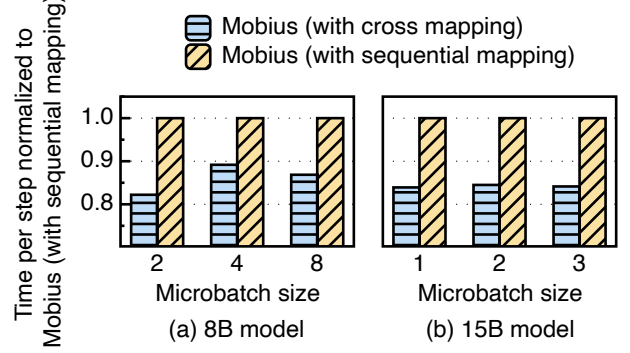 Mobius (with cross mapping)
Mobius (with sequential mapping)
Time per step normalized to
Mobius (with sequential mapping)
1.0
0.9
0.8
2 4 8
1 2 3
Microbatch size
Microbatch size
(a) 8B model
(b) 15B model